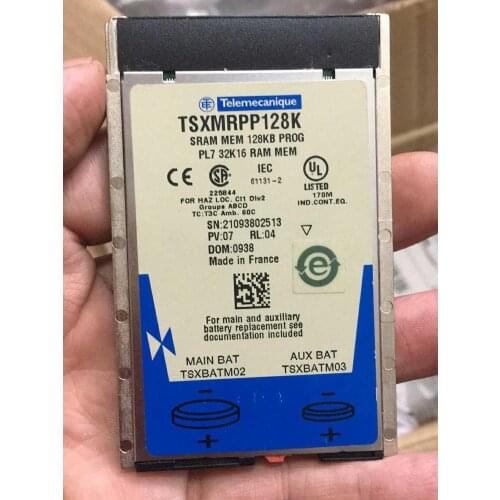 Telemecanique
TSXMRPP128K
SRAM MEM 128KB PROG
PL7 32K16 RAM MEM
CE
SA
IEC
61131-2
UL
LISTED
170M
IND.CONT.EQ.
225844
FOR HAZ LOC. Cl1 Div2
Groups ABCD
TC:T3C Amb. 60C
SN:21093802513
PV:07 RL:04
DOM:0938
Made in France
e
For main and auxiliary
battery replacement see
documentation included
MAIN BAT
TSXBATM02
AUX BAT
TSXBATM03
−
+
−
+